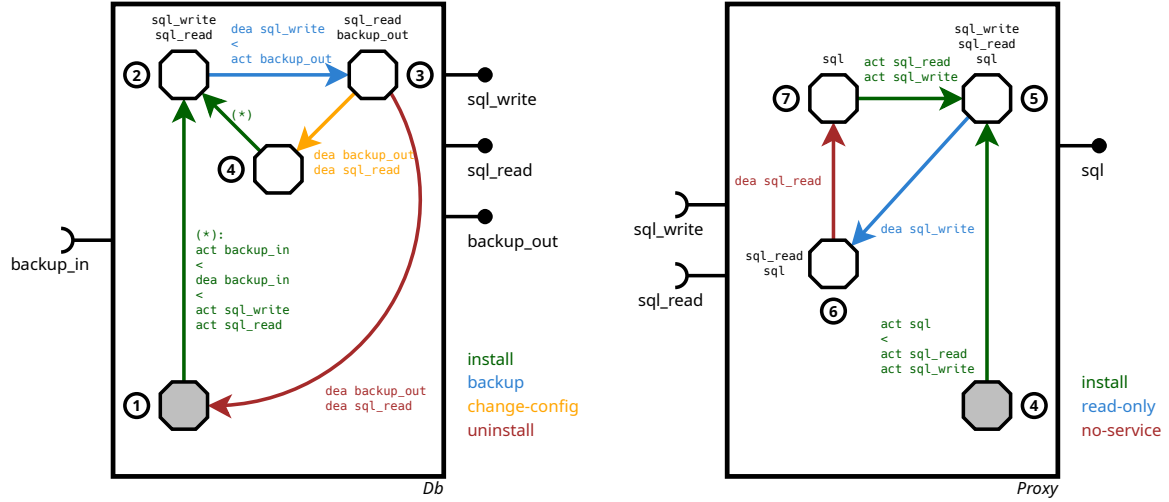 sql_write
sql_read
dea sql_write
<
act backup_out
sql_read
backup_out
2
3
(*)
4
dea backup_out
dea sql_read
(*):
act backup_in
<
dea backup_in
<
act sql_write
act sql_read
1
dea backup_out
dea sql_read
backup_in
sql_write
sql_read
backup_out
install
backup
change-config
uninstall
Db
sql_write
sql_read
sql
sql
act sql_read
act sql_write
7
5
dea sql_read
dea sql_write
sql_read
sql
6
act sql
<
act sql_read
act sql_write
4
sql_write
sql_read
sql
install
read-only
no-service
Proxy